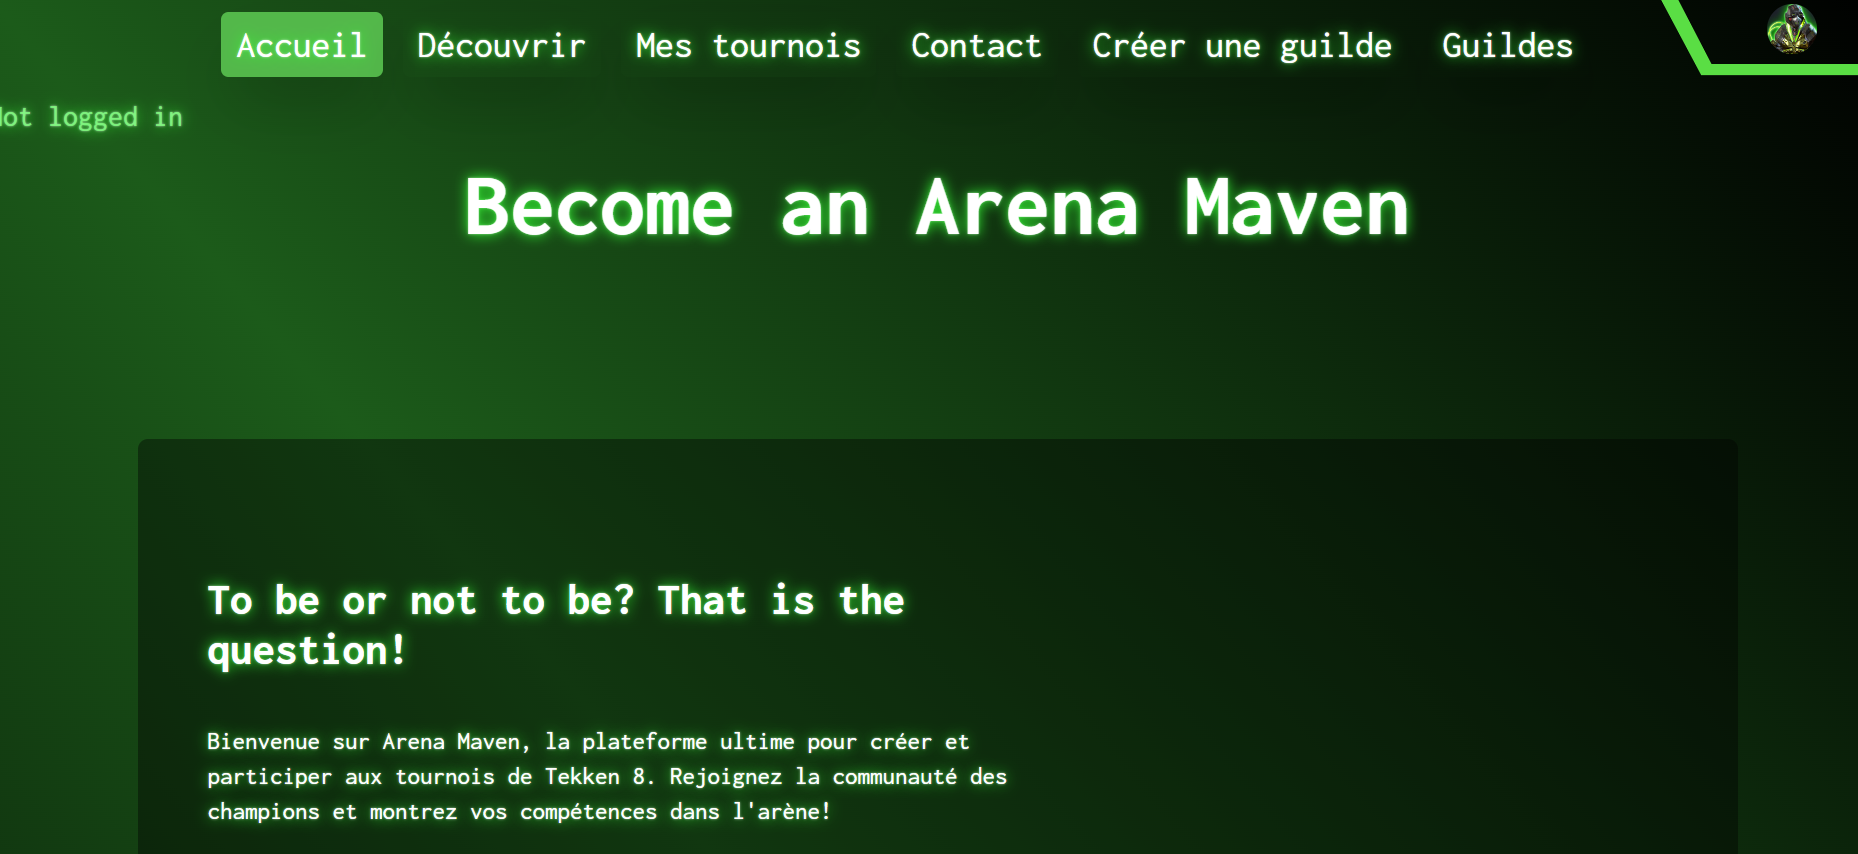 Accueil Découvrir Mes tournois Contact Créer une guilde Guildes
logged in
Become an Arena Maven
To be or not to be? That is the
question!
Bienvenue sur Arena Maven, la plateforme ultime pour créer et
participer aux tournois de Tekken 8. Rejoignez la communauté des
champions et montrez vos compétences dans l'arène!